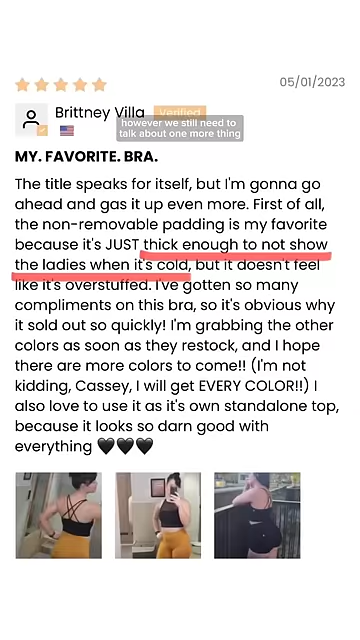 05/01/2023
Brittney Villa Verified
however we still need to
talk about one more thing
MY. FAVORITE. BRA.
The title speaks for itself, but I'm gonna go
ahead and gas it up even more. First of all,
the non-removable padding is my favorite
because it's JUST thick enough to not show
the ladies when it's cold, but it doesn't feel
like it's overstuffed. I've gotten so many
compliments on this bra, so it's obvious why
it sold out so quickly! I'm grabbing the other
colors as soon as they restock, and I hope
there are more colors to come!! (I'm not
kidding, Cassey, I will get EVERY COLOR!!) I
also love to use it as it's own standalone top,
because it looks so darn good with
everything 🖤🖤🖤